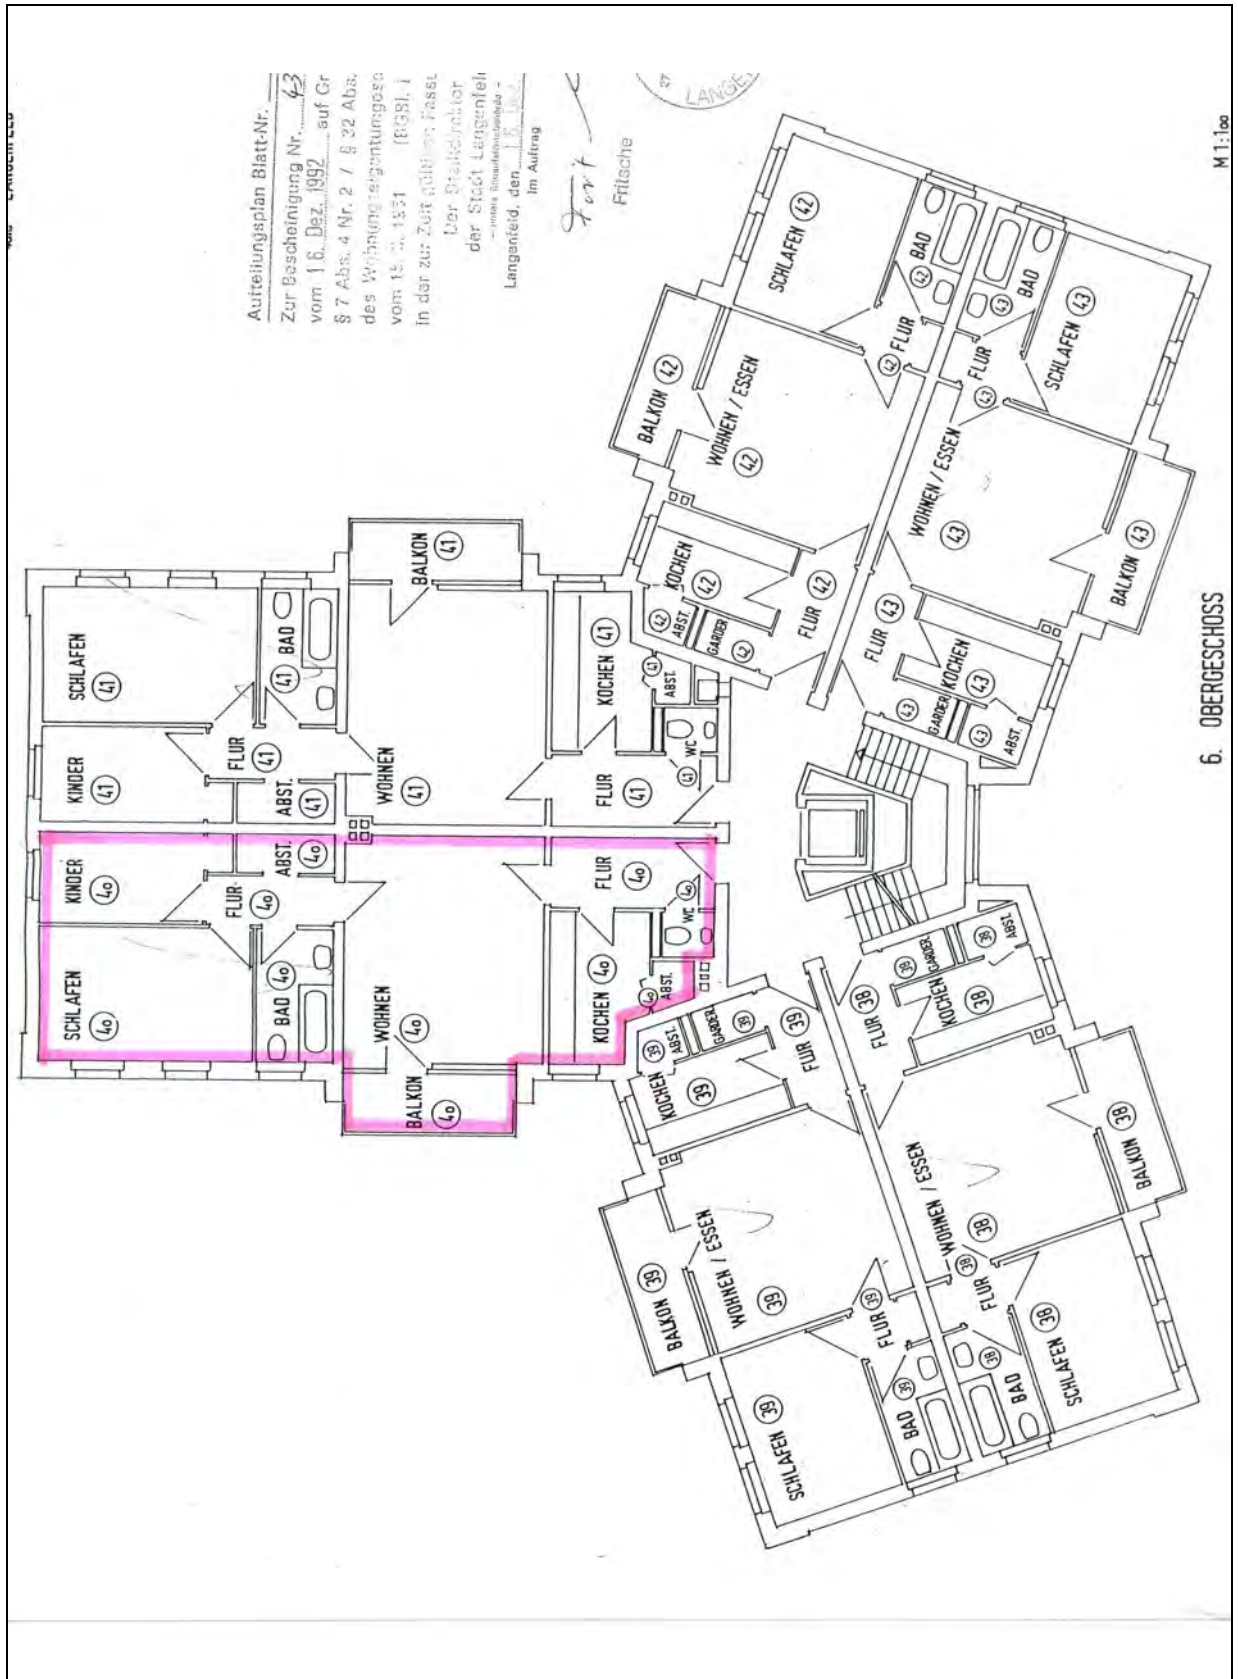 Aufteilungsplan Blatt-Nr.
Zur Bescheinigung Nr. 43
vom 16. Dez. 1992 auf Gr
§ 7 Abs. 4 Nr. 2 / § 32 Abs.
des Wohnungseigentumgese
vom 15. 3. 1951 (BGBl. I
in der zur Zeit gültigen Fassu
Der Stadtdirektor
der Stadt Langenfeld
Langenfeld, den 16. Dez.
Im Auftrag
Fritsche
27
LANGE
SCHLAFEN 40
KINDER 40
FLUR 40
ABST. 40
BAD 40
WOHNEN 40
BALKON 40
KOCHEN 40
FLUR 40
ABST. 40
WC 40
KINDER 41
SCHLAFEN 41
FLUR 41
ABST. 41
BAD 41
WOHNEN 41
BALKON 41
FLUR 41
KOCHEN 41
ABST. 41
WC 41
BALKON 42
SCHLAFEN 42
WOHNEN / ESSEN 42
BAD 42
FLUR 42
KOCHEN 42
ABST. 42
GARDER 42
FLUR 42
BAD 43
FLUR 43
SCHLAFEN 43
WOHNEN / ESSEN 43
BALKON 43
FLUR 43
KOCHEN 43
GARDER 43
ABST. 43
BALKON 39
SCHLAFEN 39
WOHNEN / ESSEN 39
BAD 39
FLUR 39
KOCHEN 39
ABST. 39
GARDER. 39
FLUR 39
FLUR 38
KOCHEN 38
GARDER. 38
ABST. 38
WOHNEN / ESSEN 38
BALKON 38
FLUR 38
BAD 38
SCHLAFEN 38
6. OBERGESCHOSS
M 1:100